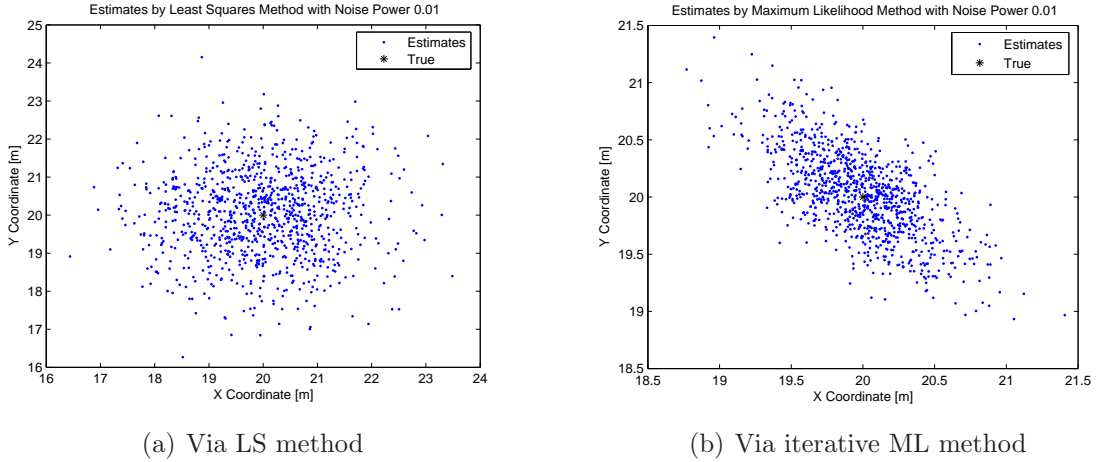 Estimates by Least Squares Method with Noise Power 0.01
25
24
23
22
21
20
19
18
17
16
Y Coordinate [m]
Estimates
True
16 17 18 19 20 21 22 23 24
X Coordinate [m]
(a) Via LS method
Estimates by Maximum Likelihood Method with Noise Power 0.01
21.5
21
20.5
20
19.5
19
18.5
Y Coordinate [m]
Estimates
True
18.5 19 19.5 20 20.5 21 21.5
X Coordinate [m]
(b) Via iterative ML method